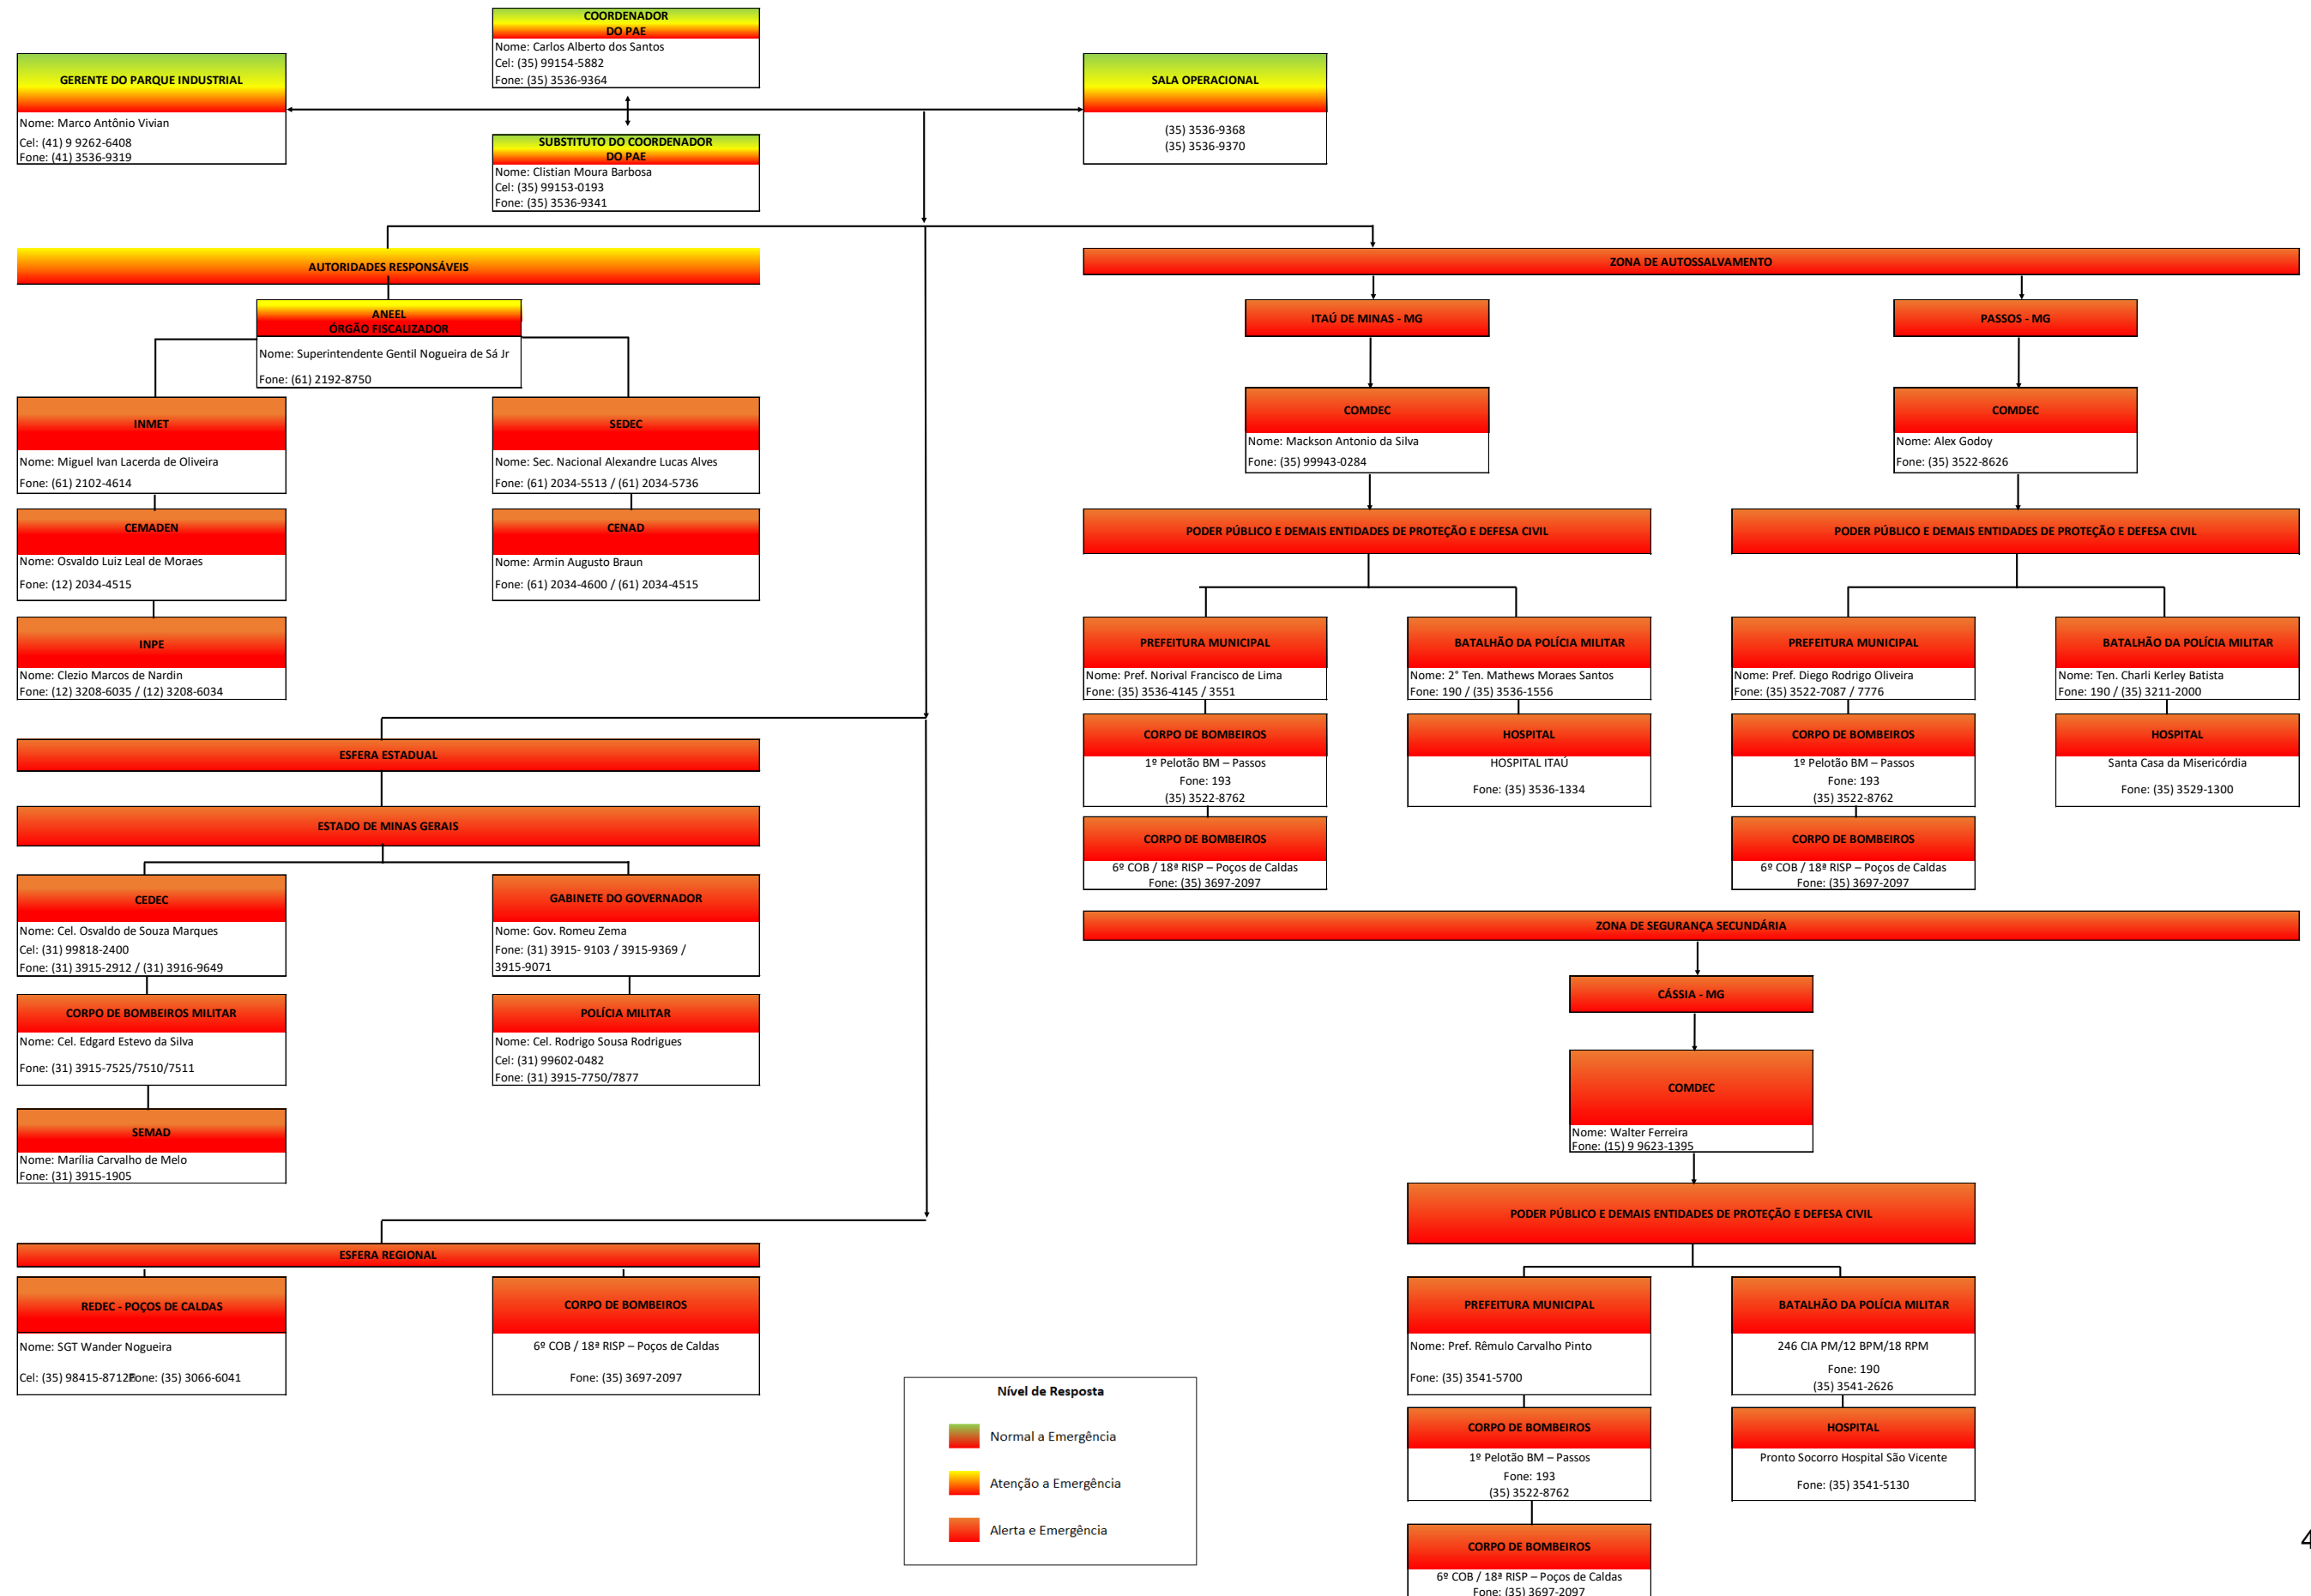 COORDENADOR
DO PAE
Nome: Carlos Alberto dos Santos
Cel: (35) 99154-5882
Fone: (35) 3536-9364
GERENTE DO PARQUE INDUSTRIAL
Nome: Marco Antônio Vivian
Cel: (41) 9 9262-6408
Fone: (41) 3536-9319
SALA OPERACIONAL
(35) 3536-9368
(35) 3536-9370
SUBSTITUTO DO COORDENADOR
DO PAE
Nome: Clistian Moura Barbosa
Cel: (35) 99153-0193
Fone: (35) 3536-9341
AUTORIDADES RESPONSÁVEIS
ANEEL
ÓRGÃO FISCALIZADOR
Nome: Superintendente Gentil Nogueira de Sá Jr
Fone: (61) 2192-8750
INMET
Nome: Miguel Ivan Lacerda de Oliveira
Fone: (61) 2102-4614
SEDEC
Nome: Sec. Nacional Alexandre Lucas Alves
Fone: (61) 2034-5513 / (61) 2034-5736
CEMADEN
Nome: Osvaldo Luiz Leal de Moraes
Fone: (12) 2034-4515
CENAD
Nome: Armin Augusto Braun
Fone: (61) 2034-4600 / (61) 2034-4515
INPE
Nome: Clezio Marcos de Nardin
Fone: (12) 3208-6035 / (12) 3208-6034
ESFERA ESTADUAL
ESTADO DE MINAS GERAIS
CEDEC
Nome: Cel. Osvaldo de Souza Marques
Cel: (31) 99818-2400
Fone: (31) 3915-2912 / (31) 3916-9649
GABINETE DO GOVERNADOR
Nome: Gov. Romeu Zema
Fone: (31) 3915- 9103 / 3915-9369 /
3915-9071
CORPO DE BOMBEIROS MILITAR
Nome: Cel. Edgard Estevo da Silva
Fone: (31) 3915-7525/7510/7511
POLÍCIA MILITAR
Nome: Cel. Rodrigo Sousa Rodrigues
Cel: (31) 99602-0482
Fone: (31) 3915-7750/7877
SEMAD
Nome: Marília Carvalho de Melo
Fone: (31) 3915-1905
ESFERA REGIONAL
REDEC - POÇOS DE CALDAS
Nome: SGT Wander Nogueira
Cel: (35) 98415-8712 Fone: (35) 3066-6041
CORPO DE BOMBEIROS
6º COB / 18ª RISP – Poços de Caldas
Fone: (35) 3697-2097
ZONA DE AUTOSSALVAMENTO
ITAÚ DE MINAS - MG
COMDEC
Nome: Mackson Antonio da Silva
Fone: (35) 99943-0284
PODER PÚBLICO E DEMAIS ENTIDADES DE PROTEÇÃO E DEFESA CIVIL
PREFEITURA MUNICIPAL
Nome: Pref. Norival Francisco de Lima
Fone: (35) 3536-4145 / 3551
BATALHÃO DA POLÍCIA MILITAR
Nome: 2° Ten. Mathews Moraes Santos
Fone: 190 / (35) 3536-1556
CORPO DE BOMBEIROS
1º Pelotão BM – Passos
Fone: 193
(35) 3522-8762
HOSPITAL
HOSPITAL ITAÚ
Fone: (35) 3536-1334
CORPO DE BOMBEIROS
6º COB / 18ª RISP – Poços de Caldas
Fone: (35) 3697-2097
PASSOS - MG
COMDEC
Nome: Alex Godoy
Fone: (35) 3522-8626
PODER PÚBLICO E DEMAIS ENTIDADES DE PROTEÇÃO E DEFESA CIVIL
PREFEITURA MUNICIPAL
Nome: Pref. Diego Rodrigo Oliveira
Fone: (35) 3522-7087 / 7776
BATALHÃO DA POLÍCIA MILITAR
Nome: Ten. Charli Kerley Batista
Fone: 190 / (35) 3211-2000
CORPO DE BOMBEIROS
1º Pelotão BM – Passos
Fone: 193
(35) 3522-8762
HOSPITAL
Santa Casa da Misericórdia
Fone: (35) 3529-1300
CORPO DE BOMBEIROS
6º COB / 18ª RISP – Poços de Caldas
Fone: (35) 3697-2097
ZONA DE SEGURANÇA SECUNDÁRIA
CÁSSIA - MG
COMDEC
Nome: Walter Ferreira
Fone: (15) 9 9623-1395
PODER PÚBLICO E DEMAIS ENTIDADES DE PROTEÇÃO E DEFESA CIVIL
PREFEITURA MUNICIPAL
Nome: Pref. Rêmulo Carvalho Pinto
Fone: (35) 3541-5700
BATALHÃO DA POLÍCIA MILITAR
246 CIA PM/12 BPM/18 RPM
Fone: 190
(35) 3541-2626
CORPO DE BOMBEIROS
1º Pelotão BM – Passos
Fone: 193
(35) 3522-8762
HOSPITAL
Pronto Socorro Hospital São Vicente
Fone: (35) 3541-5130
CORPO DE BOMBEIROS
6º COB / 18ª RISP – Poços de Caldas
Fone: (35) 3697-2097
Nível de Resposta
Normal a Emergência
Atenção a Emergência
Alerta e Emergência
4